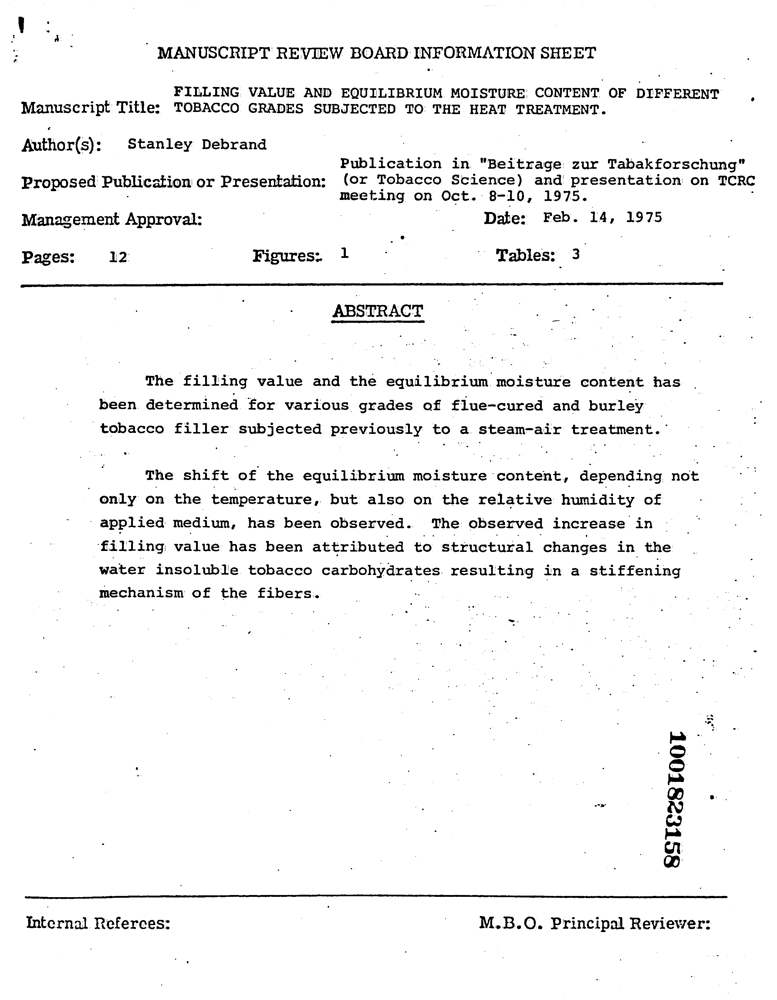 MANUSCRIPT REVIEW BOARD INFORMATION SHEET
FILLING VALUE AND EQUILIBRIUM MOISTURE CONTENT OF DIFFERENT
Manuscript Title: TOBACCO GRADES SUBJECTED TO THE HEAT TREATMENT.
Author(s): Stanley Debrand
Publication in "Beitrage zur Tabakforschung"
Proposed Publication or Presentation: (or Tobacco Science) and presentation on TCRC
meeting on Oct. 8-10, 1975.
Management Approval: Date: Feb. 14, 1975
Pages: 12 Figures: 1 Tables: 3
ABSTRACT
The filling value and the equilibrium moisture content has
been determined for various grades of flue-cured and burley
tobacco filler subjected previously to a steam-air treatment.
The shift of the equilibrium moisture content, depending not
only on the temperature, but also on the relative humidity of
applied medium, has been observed. The observed increase in
filling value has been attributed to structural changes in the
water insoluble tobacco carbohydrates resulting in a stiffening
mechanism of the fibers.
1001823158
Internal Referees: M.B.O. Principal Reviewer: